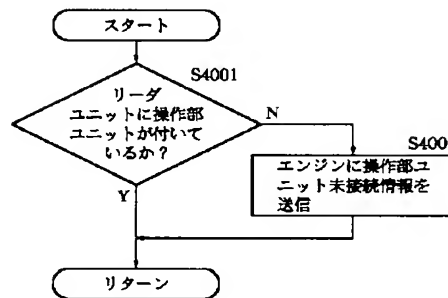 スタート
S4001
リーダ
ユニットに操作部
ユニットが付いて
いるか？
N
Y
S400
エンジンに操作部ユ
ニット未接続情報を
送信
リターン